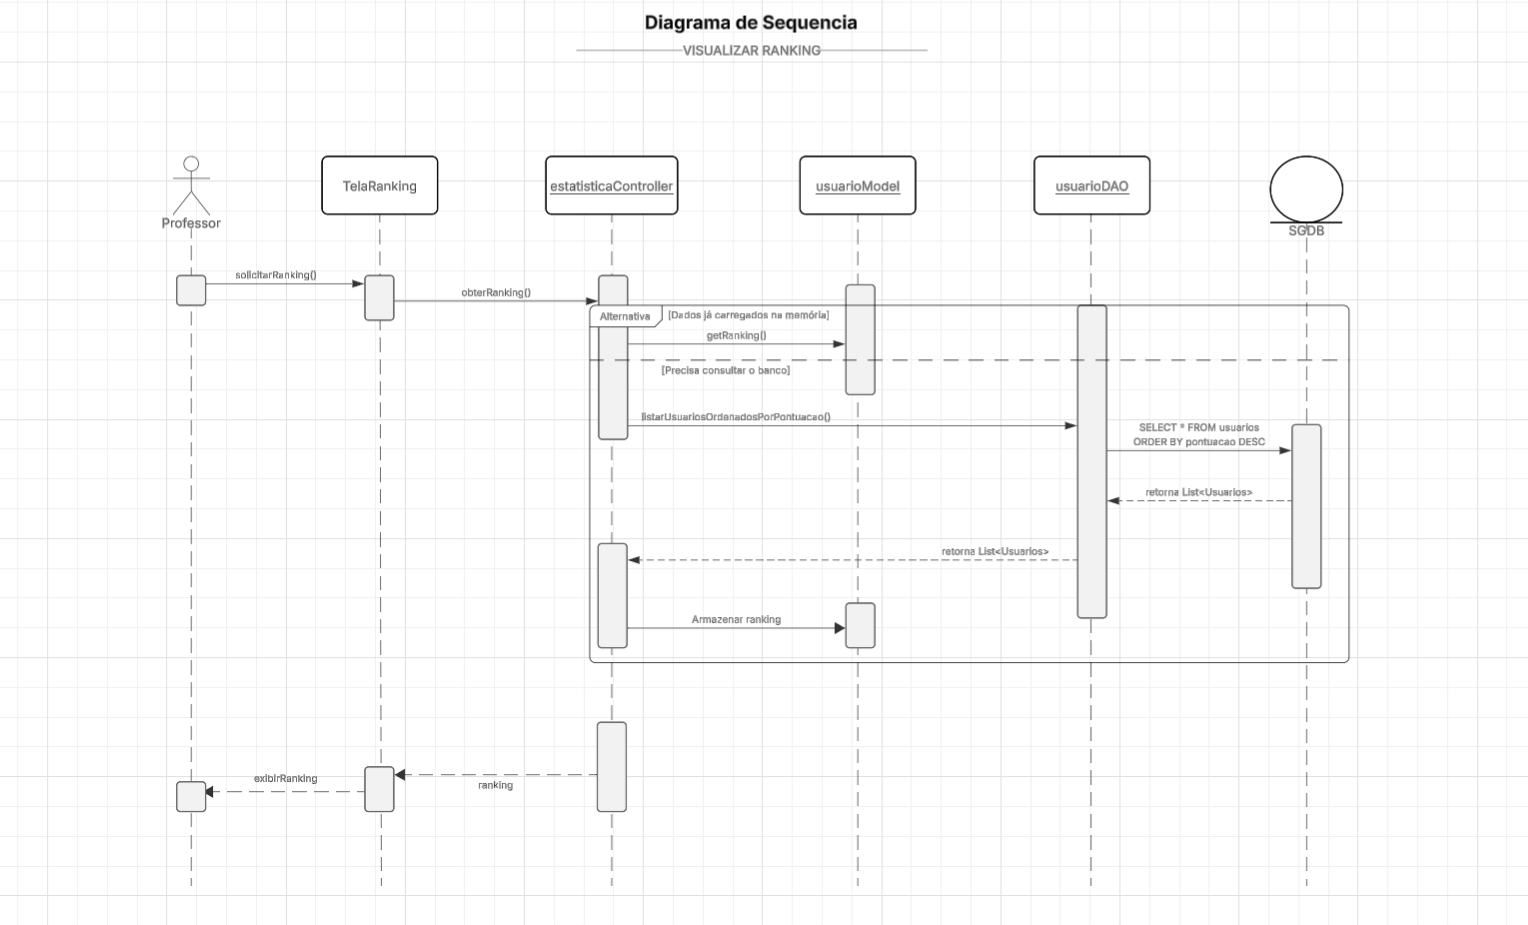 Diagrama de Sequencia
VISUALIZAR RANKING
Professor
TelaRanking
estatisticaController
usuarioModel
usuarioDAO
SGDB
solicitarRanking()
obterRanking()
Alternativa
[Dados já carregados na memória]
getRanking()
[Precisa consultar o banco]
listarUsuariosOrdenadosPorPontuacao()
SELECT * FROM usuarios
ORDER BY pontuacao DESC
retorna List<Usuarios>
retorna List<Usuarios>
Armazenar ranking
exibirRanking
ranking